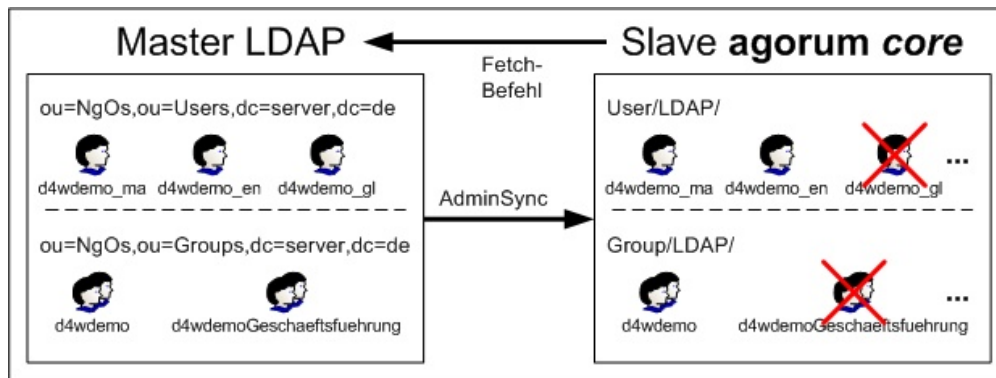 Master LDAP
Slave agorum core
Fetch-
Befehl
ou=NgOs,ou=Users,dc=server,dc=de
d4wdemo_ma d4wdemo_en d4wdemo_gl
ou=NgOs,ou=Groups,dc=server,dc=de
d4wdemo d4wdemoGeschaeftsfuehrung
AdminSync
User/LDAP/
d4wdemo_ma d4wdemo_en d4wdemo_gl ...
Group/LDAP/
d4wdemo d4wdemoGeschaeftsfuehrung ...